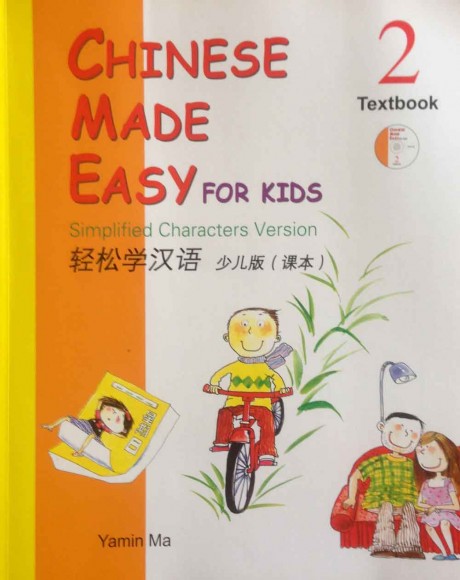 CHINESE
MADE
EASY FOR KIDS
2
Textbook
Simplified Characters Version
轻松学汉语 少儿版（课本）
Yamin Ma